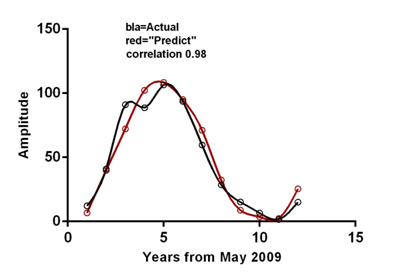 bla=Actual
red="Predict"
correlation 0.98
150
100
50
0
Amplitude
0 5 10 15
Years from May 2009